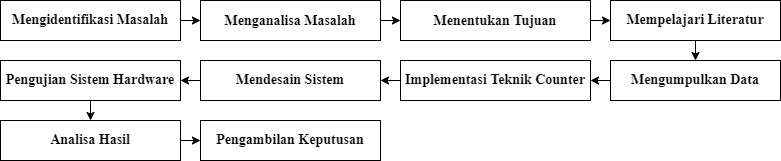 Mengidentifikasi Masalah
Menganalisa Masalah
Menentukan Tujuan
Mempelajari Literatur
Mengumpulkan Data
Implementasi Teknik Counter
Mendesain Sistem
Pengujian Sistem Hardware
Analisa Hasil
Pengambilan Keputusan